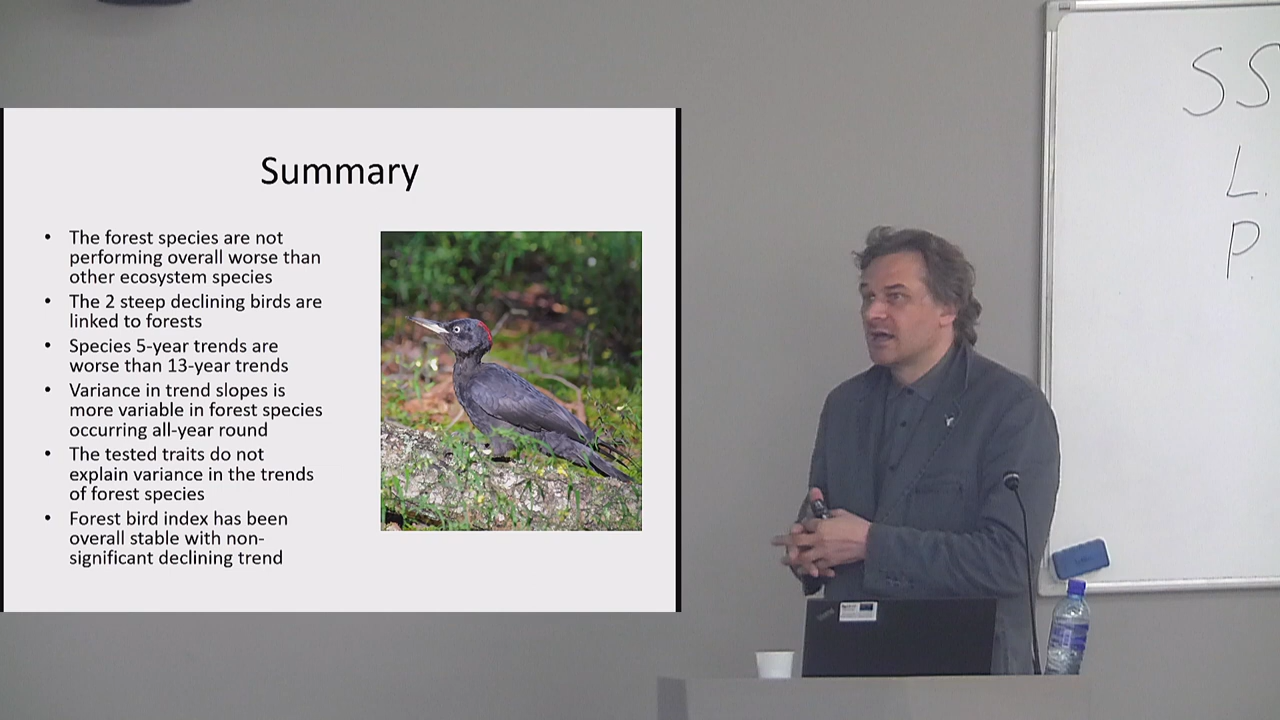 Summary
• The forest species are not
performing overall worse than
other ecosystem species
• The 2 steep declining birds are
linked to forests
• Species 5-year trends are
worse than 13-year trends
• Variance in trend slopes is
more variable in forest species
occurring all-year round
• The tested traits do not
explain variance in the trends
of forest species
• Forest bird index has been
overall stable with non-
significant declining trend
SS
L.
P.